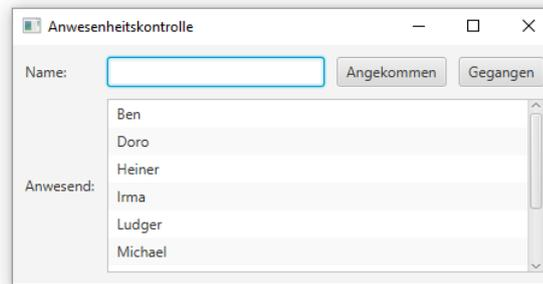 Anwesenheitskontrolle
Name: Angekommen Gegangen
Anwesend:
Ben
Doro
Heiner
Irma
Ludger
Michael